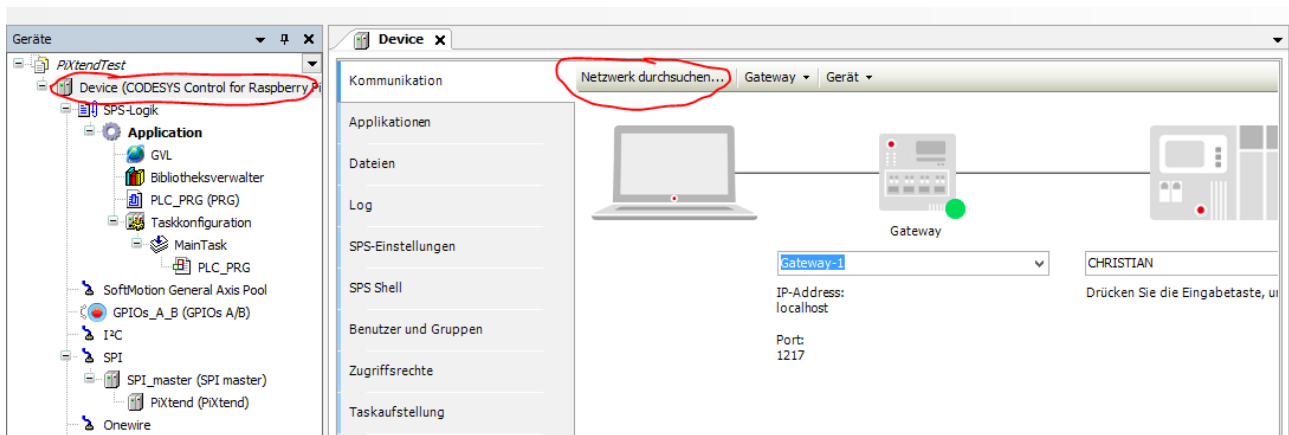 Geräte
PiXtendTest
Device (CODESYS Control for Raspberry Pi
SPS-Logik
Application
GVL
Bibliotheksverwalter
PLC_PRG (PRG)
Taskkonfiguration
MainTask
PLC_PRG
SoftMotion General Axis Pool
GPIOs_A_B (GPIOs A/B)
I²C
SPI
SPI_master (SPI master)
PiXtend (PiXtend)
Onewire
Device
Kommunikation
Applikationen
Dateien
Log
SPS-Einstellungen
SPS Shell
Benutzer und Gruppen
Zugriffsrechte
Taskaufstellung
Netzwerk durchsuchen... Gateway Gerät
Gateway
Gateway-1
IP-Address:
localhost
Port:
1217
CHRISTIAN
Drücken Sie die Eingabetaste,